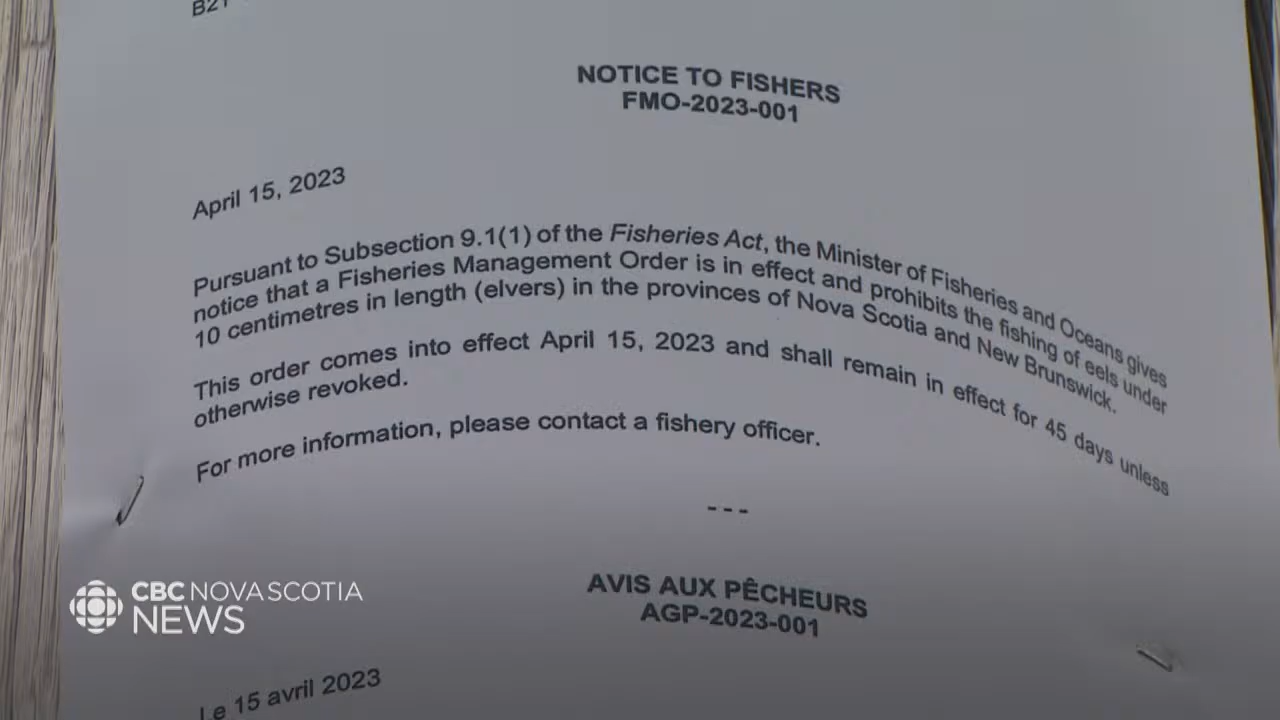 B2Y
NOTICE TO FISHERS
FMO-2023-001
April 15, 2023
Pursuant to Subsection 9.1(1) of the Fisheries Act, the Minister of Fisheries and Oceans gives
notice that a Fisheries Management Order is in effect and prohibits the fishing of eels under
10 centimetres in length (elvers) in the provinces of Nova Scotia and New Brunswick.
This order comes into effect April 15, 2023 and shall remain in effect for 45 days unless
otherwise revoked.
For more information, please contact a fishery officer.
---
AVIS AUX PÊCHEURS
AGP-2023-001
Le 15 avril 2023
CBC NOVA SCOTIA
NEWS